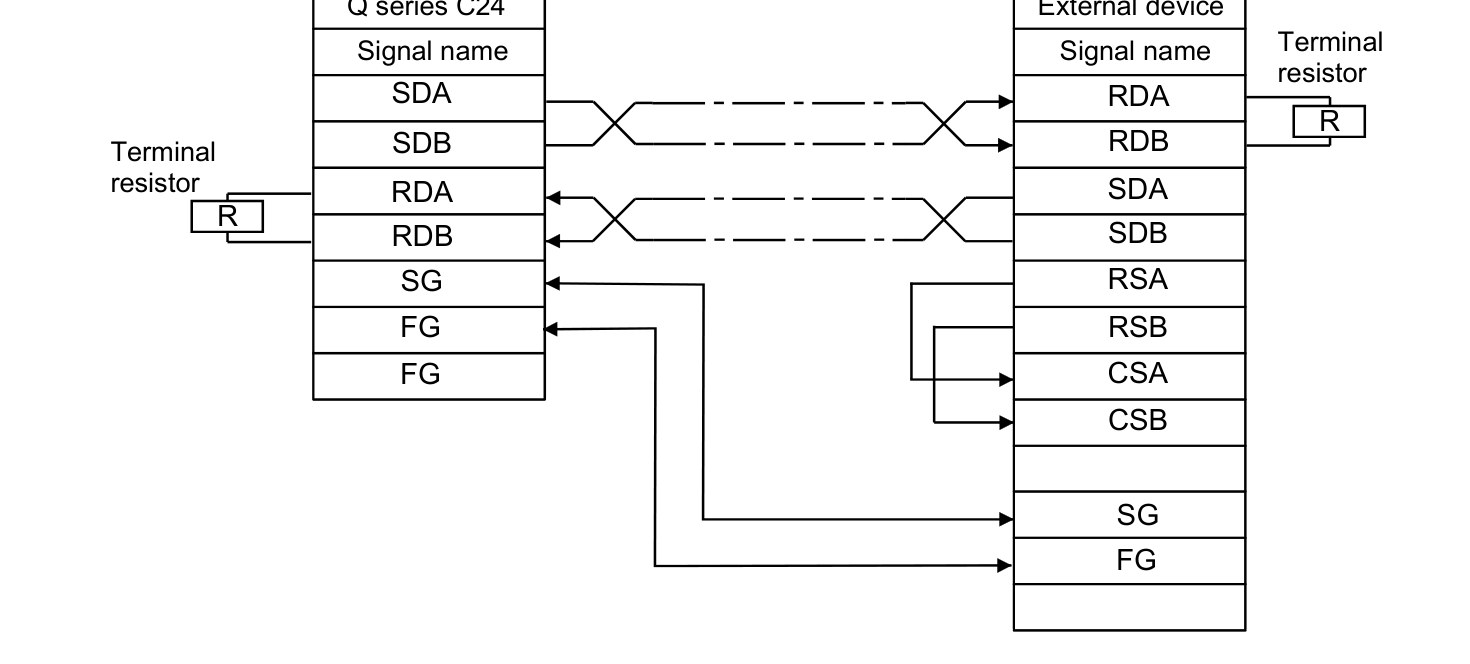 Q series C24
Signal name
SDA
SDB
RDA
RDB
SG
FG
FG
Terminal
resistor
R
External device
Signal name
RDA
RDB
SDA
SDB
RSA
RSB
CSA
CSB
SG
FG
Terminal
resistor
R